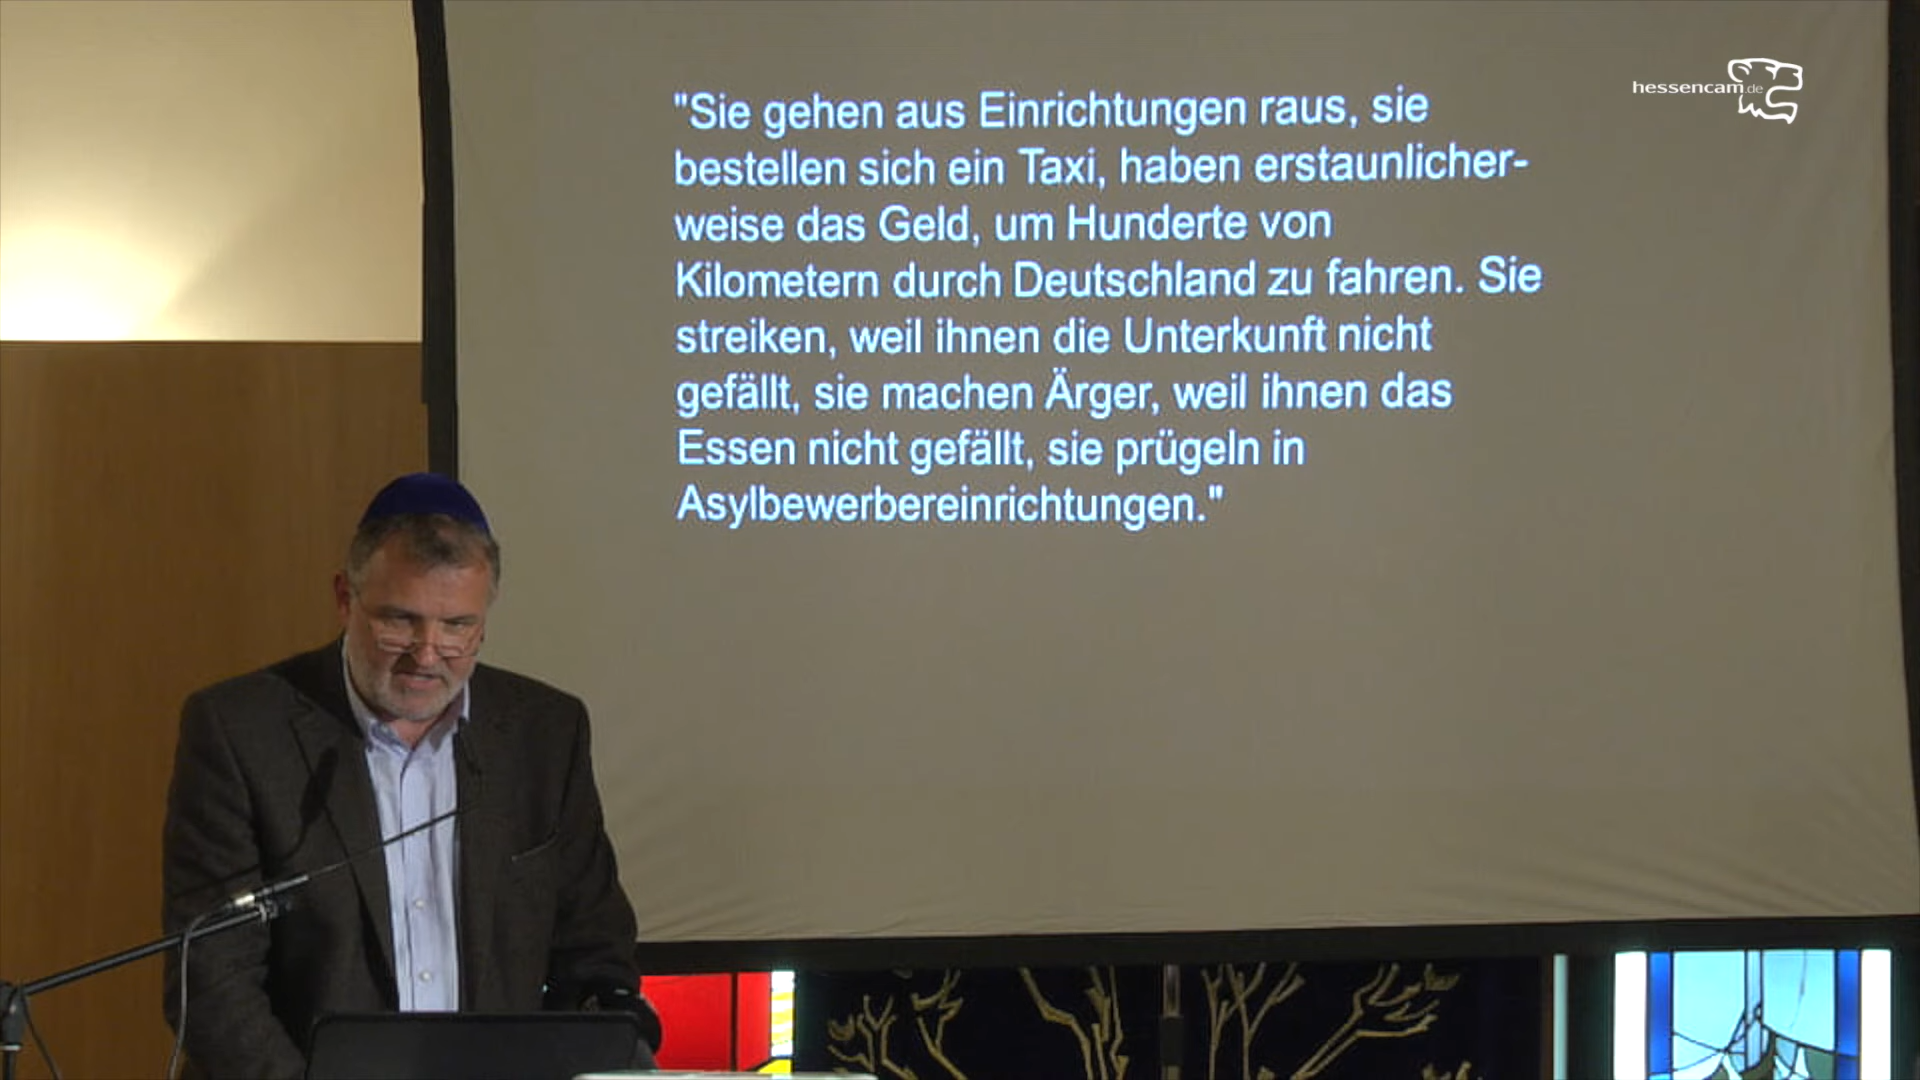 "Sie gehen aus Einrichtungen raus, sie
bestellen sich ein Taxi, haben erstaunlicher-
weise das Geld, um Hunderte von
Kilometern durch Deutschland zu fahren. Sie
streiken, weil ihnen die Unterkunft nicht
gefällt, sie machen Ärger, weil ihnen das
Essen nicht gefällt, sie prügeln in
Asylbewerbereinrichtungen."
hessencam.de